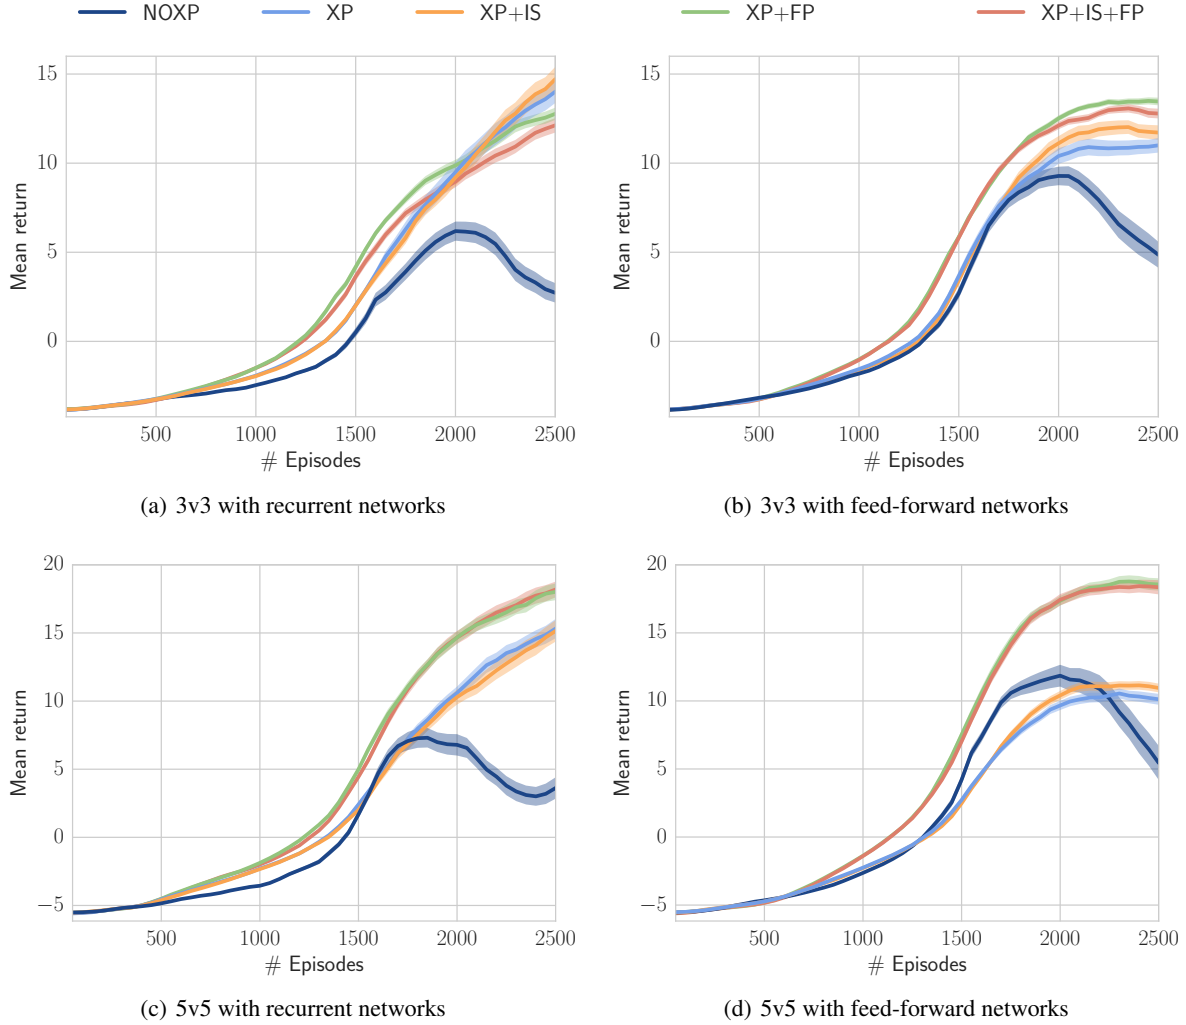 NOXP XP XP+IS XP+FP XP+IS+FP
15
10
5
0
Mean return
500 1000 1500 2000 2500
# Episodes
(a) 3v3 with recurrent networks
15
10
5
0
Mean return
500 1000 1500 2000 2500
# Episodes
(b) 3v3 with feed-forward networks
20
15
10
5
0
−5
Mean return
500 1000 1500 2000 2500
# Episodes
(c) 5v5 with recurrent networks
20
15
10
5
0
−5
Mean return
500 1000 1500 2000 2500
# Episodes
(d) 5v5 with feed-forward networks